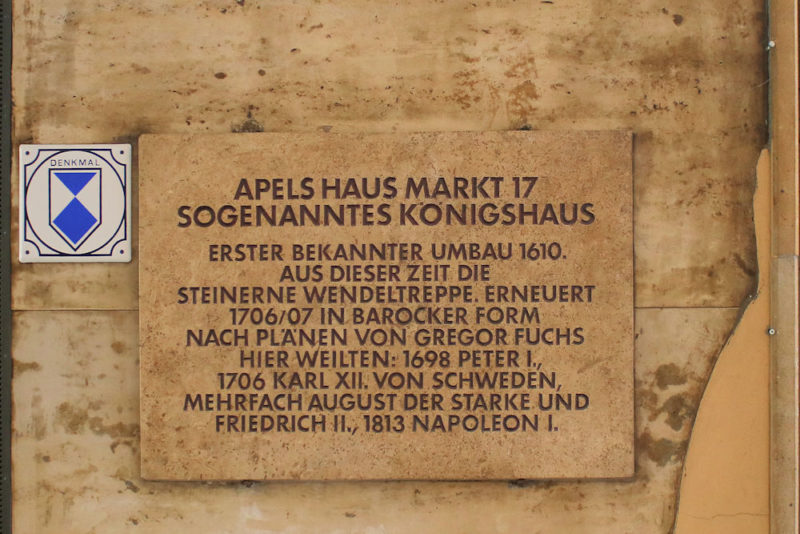 DENKMAL
APELS HAUS MARKT 17
SOGENANNTES KÖNIGSHAUS
ERSTER BEKANNTER UMBAU 1610.
AUS DIESER ZEIT DIE
STEINERNE WENDELTREPPE. ERNEUERT
1706/07 IN BAROCKER FORM
NACH PLÄNEN VON GREGOR FUCHS
HIER WEILTEN: 1698 PETER I.,
1706 KARL XII. VON SCHWEDEN,
MEHRFACH AUGUST DER STARKE UND
FRIEDRICH II., 1813 NAPOLEON I.